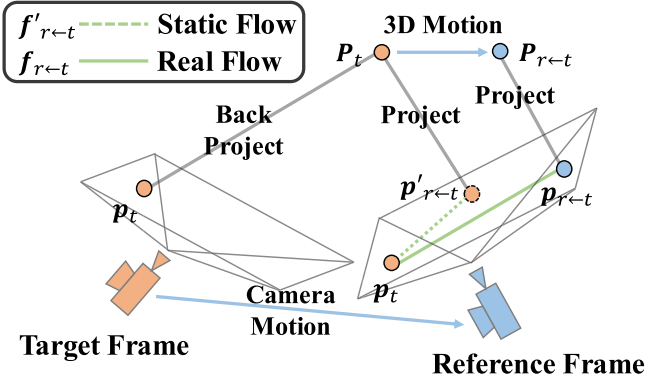 f'r←t Static Flow
fr←t Real Flow
3D Motion
Pt
Pr←t
Back
Project
Project
Project
p'r←t
pr←t
pt
pt
Camera
Motion
Target Frame
Reference Frame